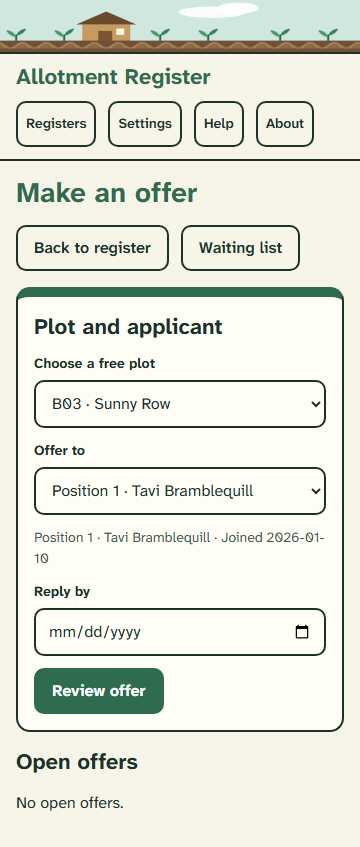 Allotment Register
Registers
Settings
Help
About
Make an offer
Back to register
Waiting list
Plot and applicant
Choose a free plot
B03 · Sunny Row
Offer to
Position 1 · Tavi Bramblequill
Position 1 · Tavi Bramblequill · Joined 2026-01-
10
Reply by
mm/dd/yyyy
Review offer
Open offers
No open offers.